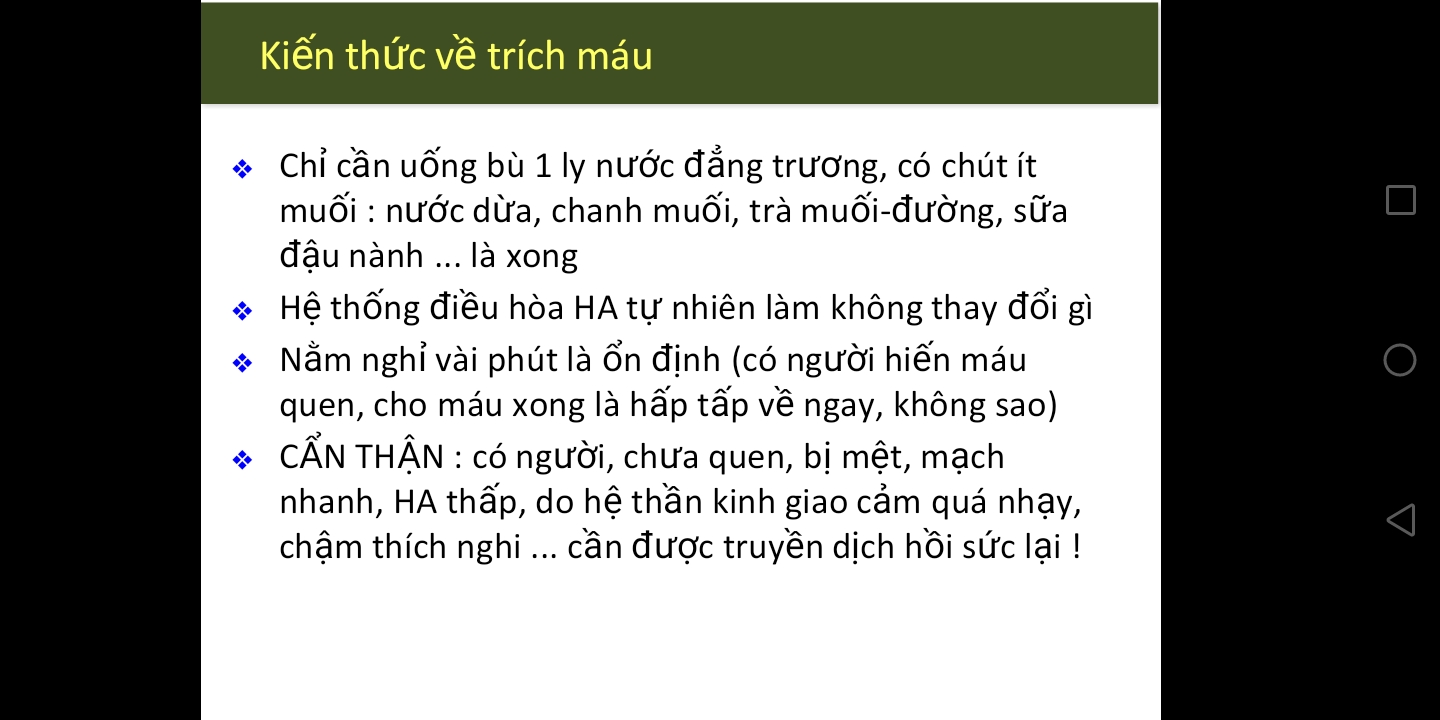 Kiến thức về trích máu
Chỉ cần uống bù 1 ly nước đẳng trương, có chút ít
muối : nước dừa, chanh muối, trà muối-đường, sữa
đậu nành ... là xong
Hệ thống điều hòa HA tự nhiên làm không thay đổi gì
Nằm nghỉ vài phút là ổn định (có người hiến máu
quen, cho máu xong là hấp tấp về ngay, không sao)
CẨN THẬN : có người, chưa quen, bị mệt, mạch
nhanh, HA thấp, do hệ thần kinh giao cảm quá nhạy,
chậm thích nghi ... cần được truyền dịch hồi sức lại !